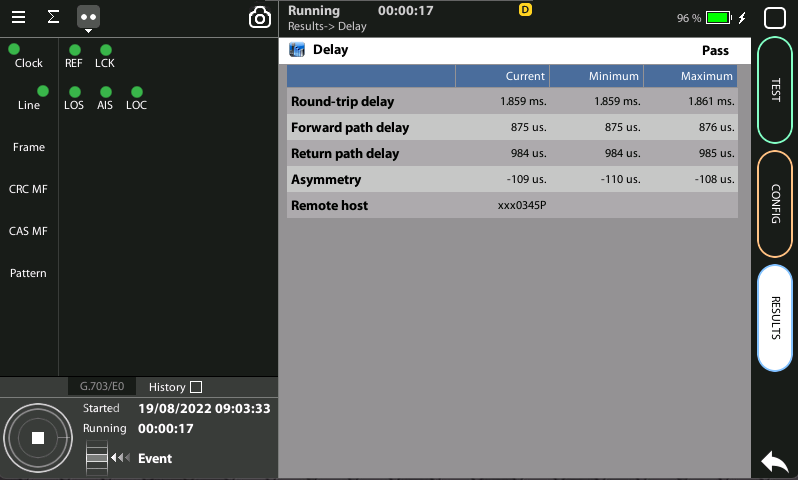 Running 00:00:17 D
Results-> Delay
96 %
Delay Pass
Current Minimum Maximum
Round-trip delay 1.859 ms. 1.859 ms. 1.861 ms.
Forward path delay 875 us. 875 us. 876 us.
Return path delay 984 us. 984 us. 985 us.
Asymmetry -109 us. -110 us. -108 us.
Remote host xxx0345P
Clock REF LCK
Line LOS AIS LOC
Frame
CRC MF
CAS MF
Pattern
G.703/E0 History
Started 19/08/2022 09:03:33
Running 00:00:17
Event
TEST
CONFIG
RESULTS